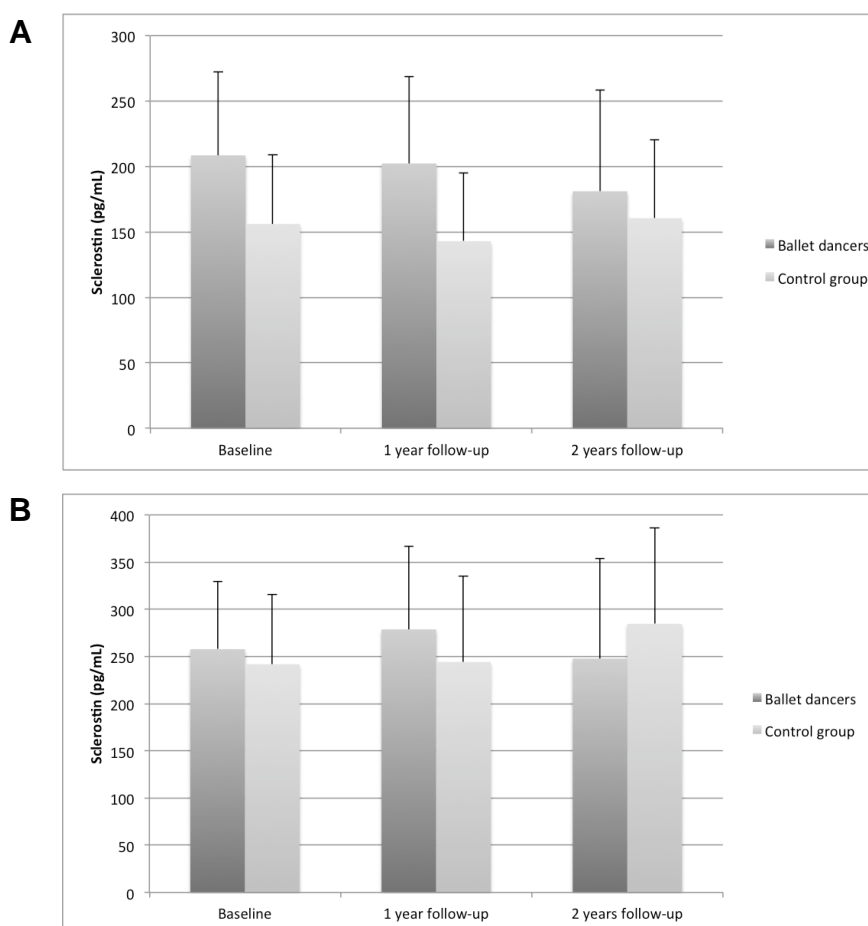 A
300
250
200
150
100
50
0
Sclerostin (pg/mL)
Baseline
1 year follow-up
2 years follow-up
Ballet dancers
Control group
B
400
350
300
250
200
150
100
50
0
Sclerostin (pg/mL)
Baseline
1 year follow-up
2 years follow-up
Ballet dancers
Control group